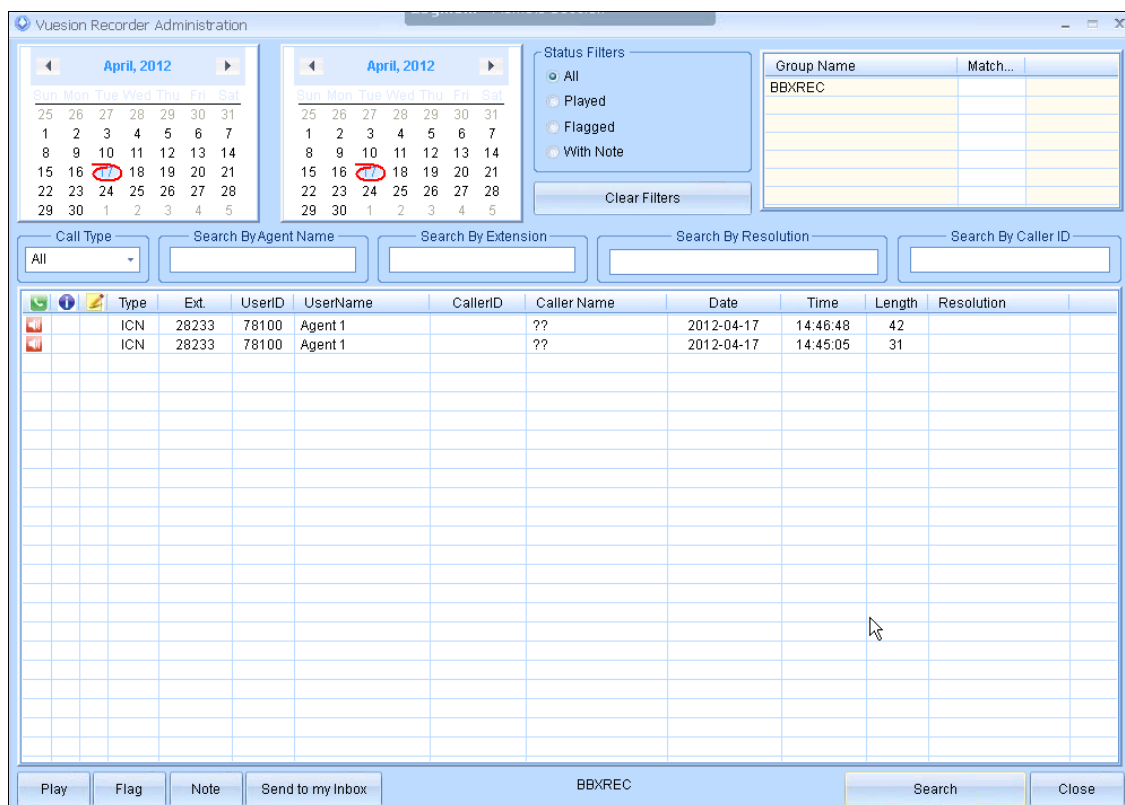 Vuesion Recorder Administration
April, 2012
Sun Mon Tue Wed Thu Fri Sat
25 26 27 28 29 30 31
1 2 3 4 5 6 7
8 9 10 11 12 13 14
15 16 17 18 19 20 21
22 23 24 25 26 27 28
29 30 1 2 3 4 5
April, 2012
Sun Mon Tue Wed Thu Fri Sat
25 26 27 28 29 30 31
1 2 3 4 5 6 7
8 9 10 11 12 13 14
15 16 17 18 19 20 21
22 23 24 25 26 27 28
29 30 1 2 3 4 5
Status Filters
All
Played
Flagged
With Note
Clear Filters
Group Name Match...
BBXREC
Call Type
All
Search By Agent Name
Search By Extension
Search By Resolution
Search By Caller ID
Type Ext. UserID UserName CallerID Caller Name Date Time Length Resolution
ICN 28233 78100 Agent 1 ?? 2012-04-17 14:46:48 42
ICN 28233 78100 Agent 1 ?? 2012-04-17 14:45:05 31
Play Flag Note Send to my Inbox BBXREC Search Close